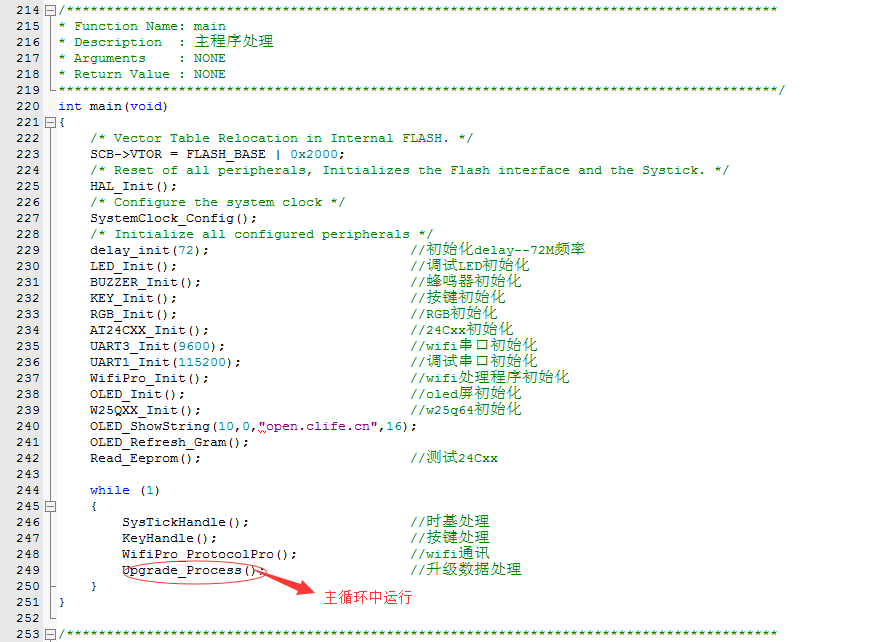 214 /******************************************************************************************
215 * Function Name: main
216 * Description  : 主程序处理
217 * Arguments    : NONE
218 * Return Value : NONE
219 ******************************************************************************************/
220 int main(void)
221 {
222     /* Vector Table Relocation in Internal FLASH. */
223     SCB->VTOR = FLASH_BASE | 0x2000;
224     /* Reset of all peripherals, Initializes the Flash interface and the Systick. */
225     HAL_Init();
226     /* Configure the system clock */
227     SystemClock_Config();
228     /* Initialize all configured peripherals */
229     delay_init(72);                         //初始化delay--72M频率
230     LED_Init();                             //调试LED初始化
231     BUZZER_Init();                          //蜂鸣器初始化
232     KEY_Init();                             //按键初始化
233     RGB_Init();                             //RGB初始化
234     AT24CXX_Init();                         //24Cxx初始化
235     UART3_Init(9600);                       //wifi串口初始化
236     UART1_Init(115200);                     //调试串口初始化
237     WifiPro_Init();                         //wifi处理程序初始化
238     OLED_Init();                            //oled屏初始化
239     W25QXX_Init();                          //w25q64初始化
240     OLED_ShowString(10,0,"open.clife.cn",16);
241     OLED_Refresh_Gram();
242     Read_Eeprom();                          //测试24Cxx
243
244     while (1)
245     {
246         SysTickHandle();                    //时基处理
247         KeyHandle();                        //按键处理
248         WifiPro_ProtocolPro();              //wifi通讯
249         Upgrade_Process();                  //升级数据处理
250     }
主循环中运行
251 }
252
253 /******************************************************************************************